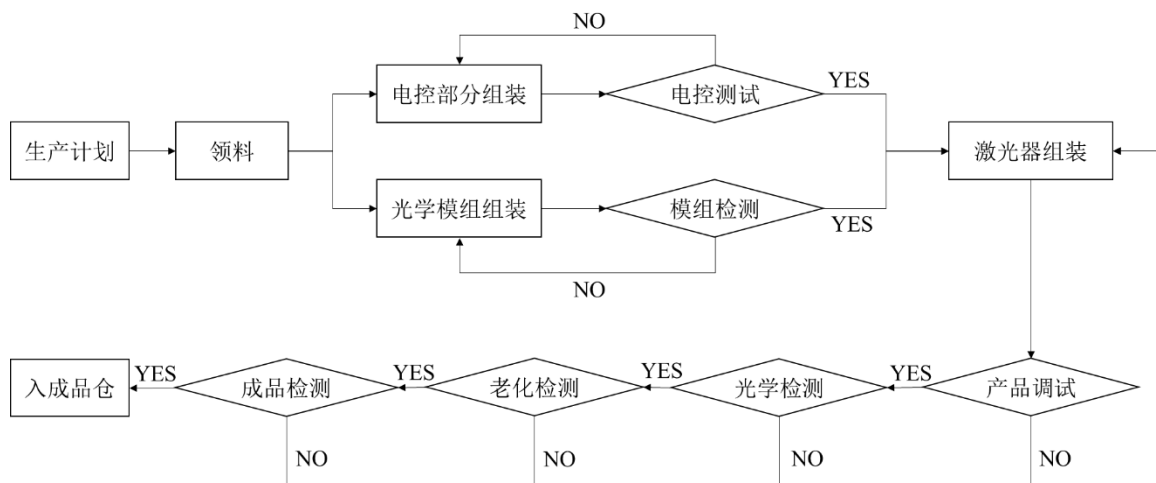 NO
电控部分组装
电控测试
YES
生产计划
领料
激光器组装
光学模组组装
模组检测
YES
NO
入成品仓
YES
成品检测
YES
老化检测
YES
光学检测
YES
产品调试
NO
NO
NO
NO